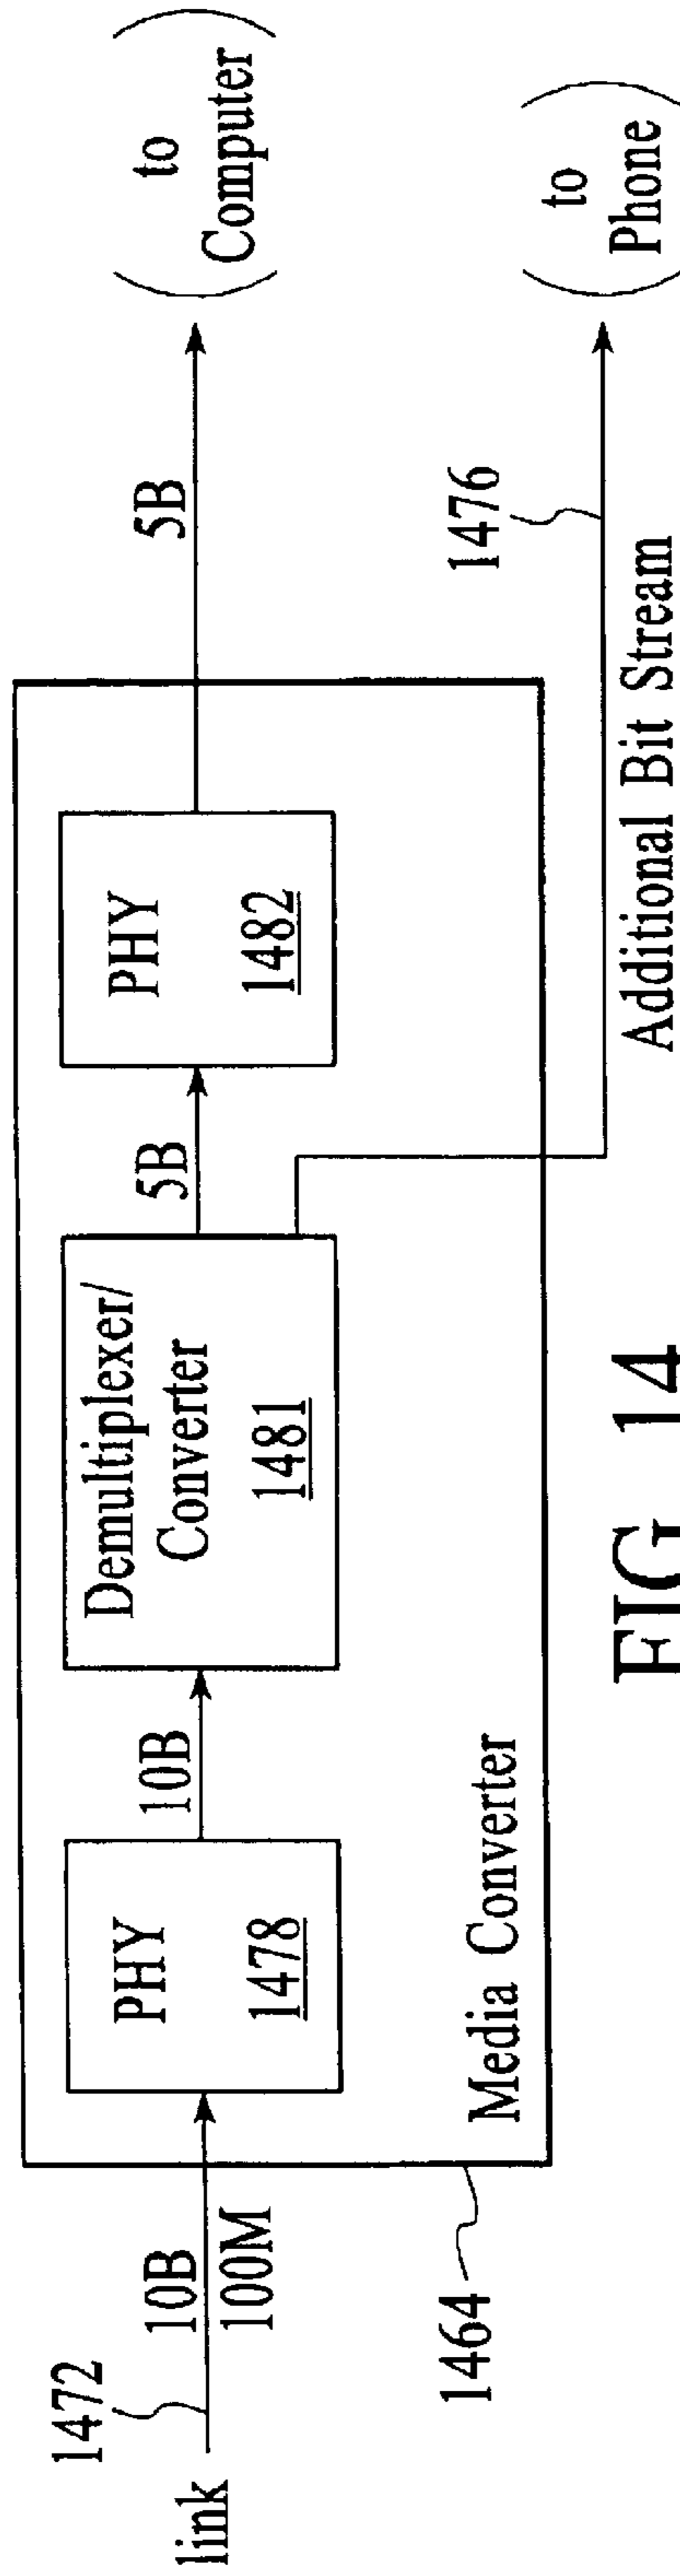 link
1472
10B
100M
1464
PHY
1478
10B
Demultiplexer/
Converter
1481
5B
PHY
1482
Media Converter
5B
to
Computer
1476
Additional Bit Stream
to
Phone
FIG. 14